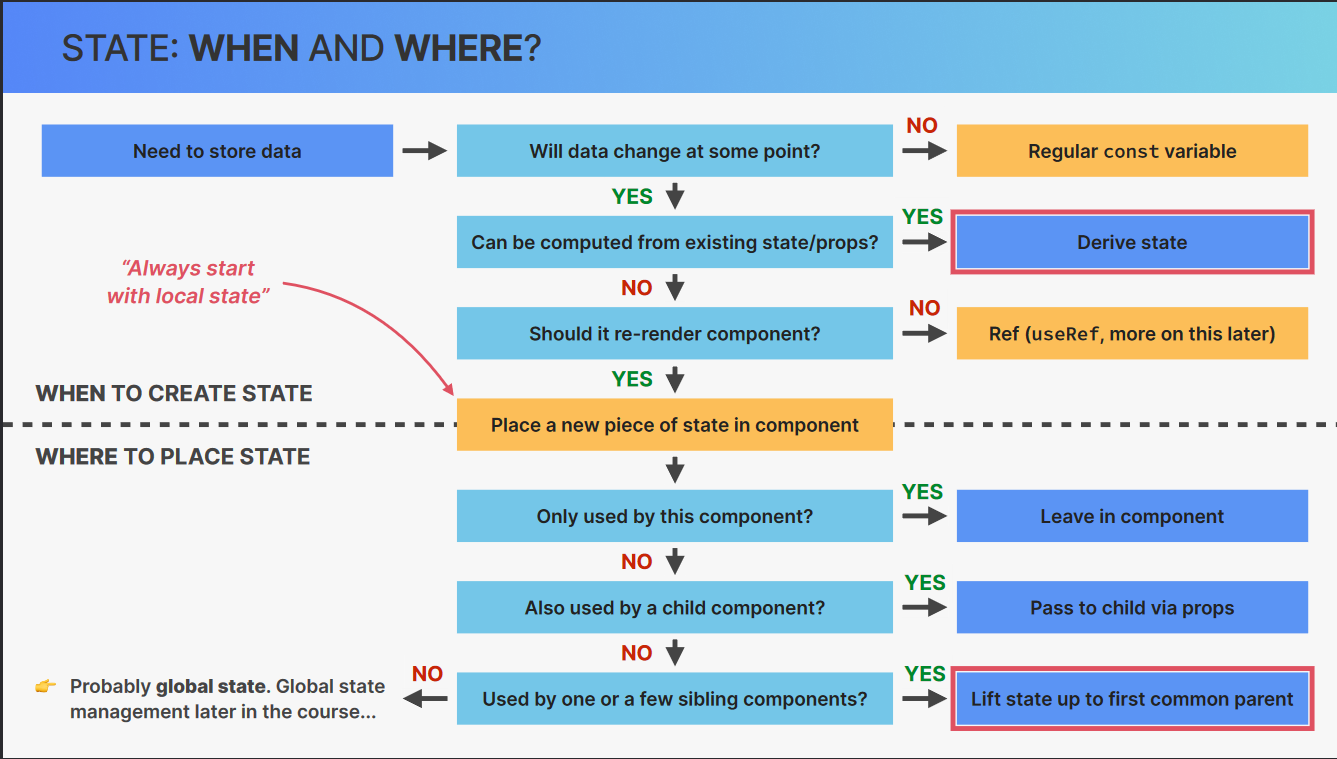 STATE: WHEN AND WHERE?
Need to store data
Will data change at some point?
NO
Regular const variable
YES
Can be computed from existing state/props?
YES
Derive state
“Always start
with local state”
NO
Should it re-render component?
NO
Ref (useRef, more on this later)
YES
WHEN TO CREATE STATE
Place a new piece of state in component
WHERE TO PLACE STATE
Only used by this component?
YES
Leave in component
NO
Also used by a child component?
YES
Pass to child via props
NO
Used by one or a few sibling components?
YES
Lift state up to first common parent
NO
👉 Probably global state. Global state
management later in the course...